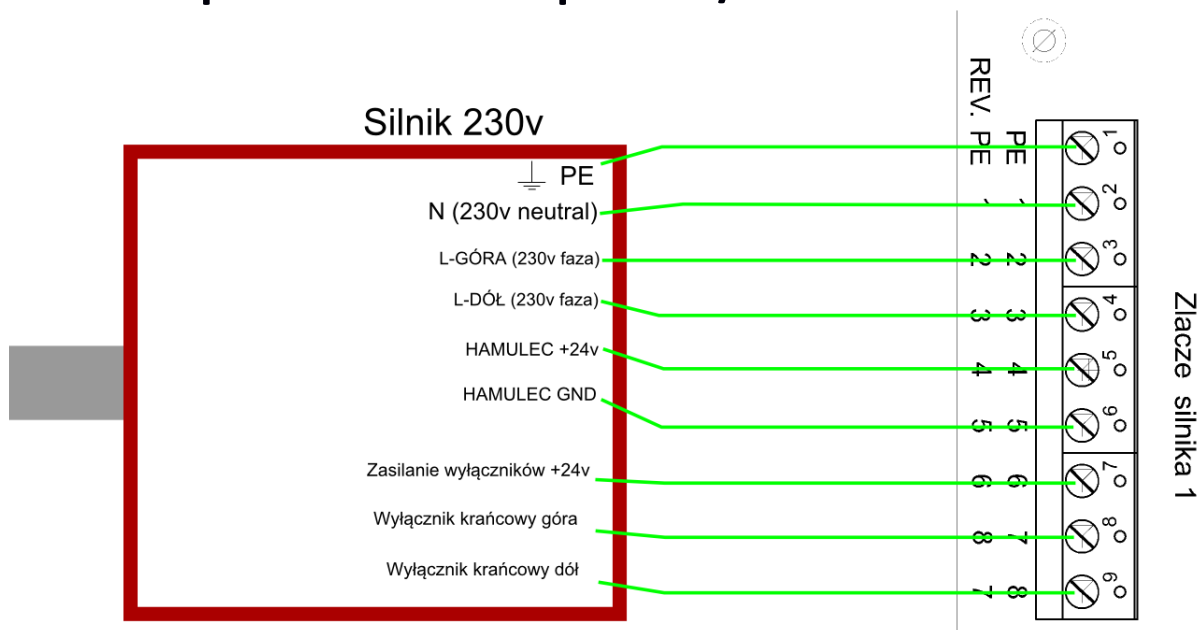 Silnik 230v
PE
N (230v neutral)
L-GÓRA (230v faza)
L-DÓŁ (230v faza)
HAMULEC +24v
HAMULEC GND
Zasilanie wyłączników +24v
Wyłącznik krańcowy góra
Wyłącznik krańcowy dół
REV. PE 1 2 3 4 5 6 8 7
PE 1 2 3 4 5 6 7 8
1 2 3 4 5 6 7 8 9
Zlacze silnika 1